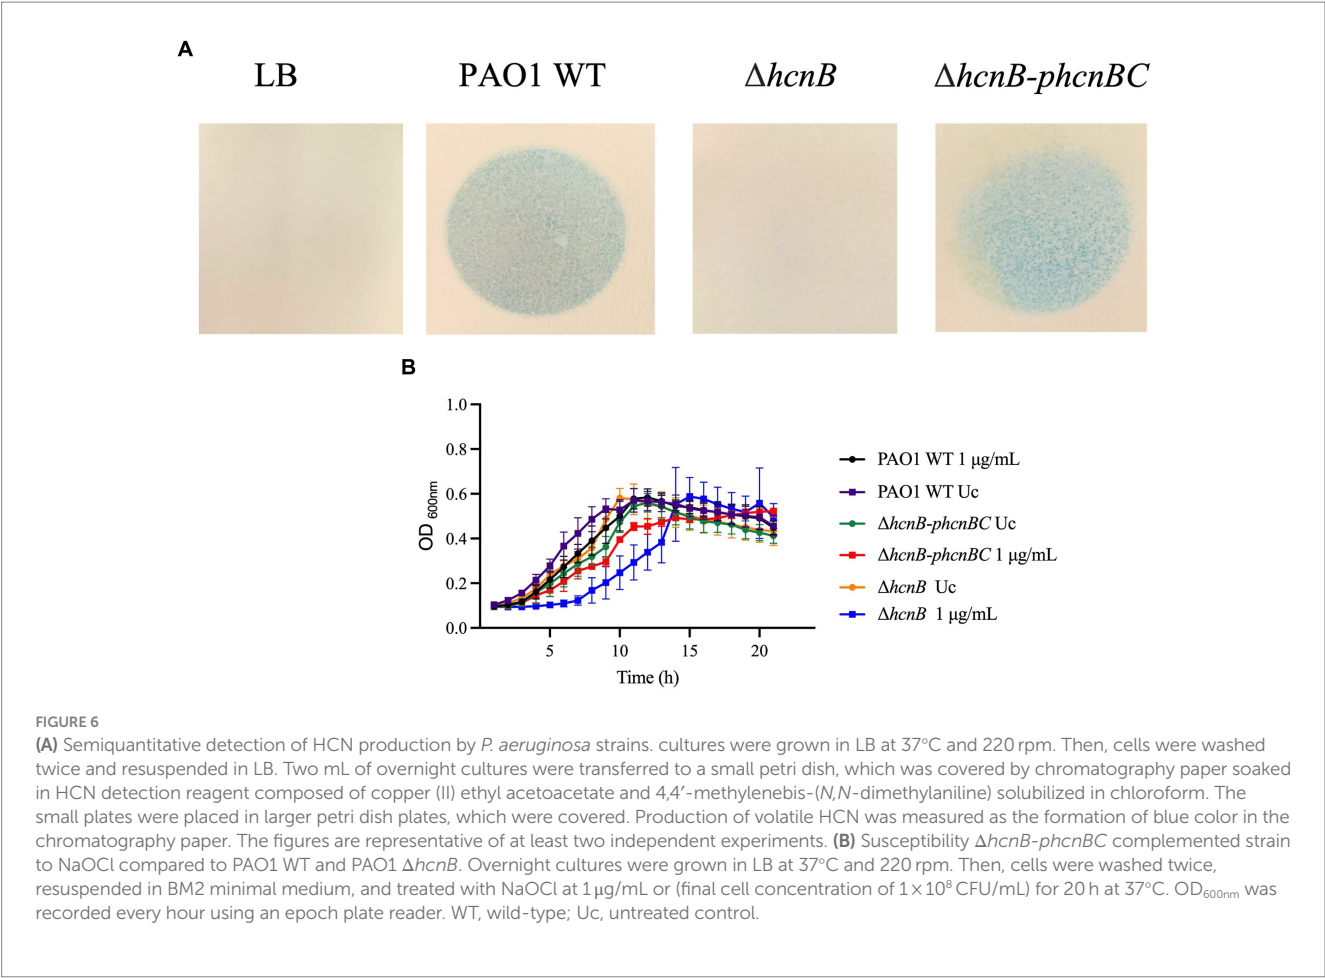 A
LB
PAO1 WT
ΔhcnB
ΔhcnB-phcnBC
B
1.0
0.8
0.6
0.4
0.2
0.0
OD 600nm
5
10
15
20
Time (h)
PAO1 WT 1 μg/mL
PAO1 WT Uc
ΔhcnB-phcnBC Uc
ΔhcnB-phcnBC 1 μg/mL
ΔhcnB Uc
ΔhcnB 1 μg/mL
FIGURE 6
(A) Semiquantitative detection of HCN production by P. aeruginosa strains. cultures were grown in LB at 37°C and 220 rpm. Then, cells were washed
twice and resuspended in LB. Two mL of overnight cultures were transferred to a small petri dish, which was covered by chromatography paper soaked
in HCN detection reagent composed of copper (II) ethyl acetoacetate and 4,4′-methylenebis-(N,N-dimethylaniline) solubilized in chloroform. The
small plates were placed in larger petri dish plates, which were covered. Production of volatile HCN was measured as the formation of blue color in the
chromatography paper. The figures are representative of at least two independent experiments. (B) Susceptibility ΔhcnB-phcnBC complemented strain
to NaOCl compared to PAO1 WT and PAO1 ΔhcnB. Overnight cultures were grown in LB at 37°C and 220 rpm. Then, cells were washed twice,
resuspended in BM2 minimal medium, and treated with NaOCl at 1 μg/mL or (final cell concentration of 1×10⁸ CFU/mL) for 20 h at 37°C. OD₆₀₀nm was
recorded every hour using an epoch plate reader. WT, wild-type; Uc, untreated control.